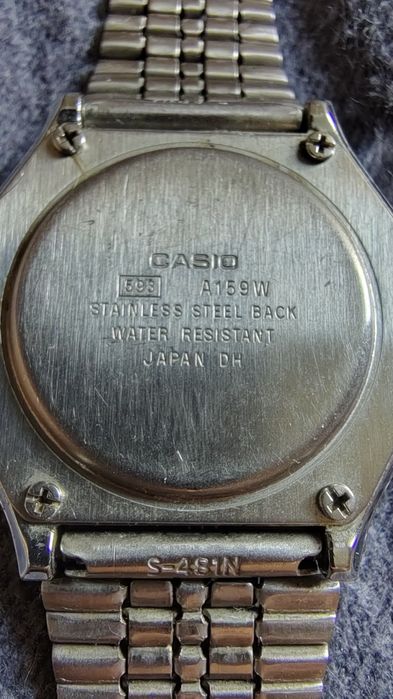 CASIO
593 A159W
STAINLESS STEEL BACK
WATER RESISTANT
JAPAN DH
S-481N